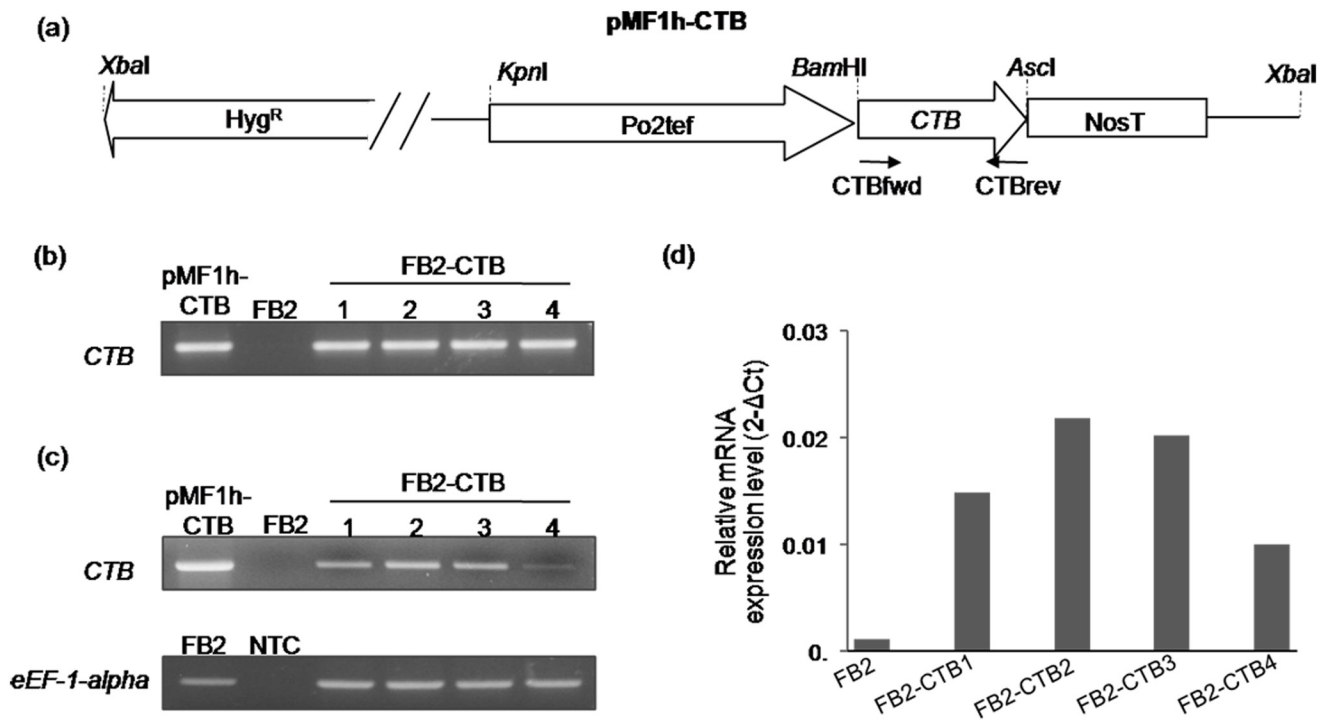 (a)
pMF1h-CTB
XbaI
KpnI
BamHI
AscI
XbaI
Hyg^R
Po2tef
CTB
NosT
CTBfwd
CTBrev
(b)
pMF1h-
CTB
FB2
FB2-CTB
1 2 3 4
CTB
(c)
pMF1h-
CTB
FB2
FB2-CTB
1 2 3 4
CTB
FB2 NTC
eEF-1-alpha
(d)
Relative mRNA
expression level (2-ΔCt)
0.03
0.02
0.01
0.
FB2
FB2-CTB1
FB2-CTB2
FB2-CTB3
FB2-CTB4